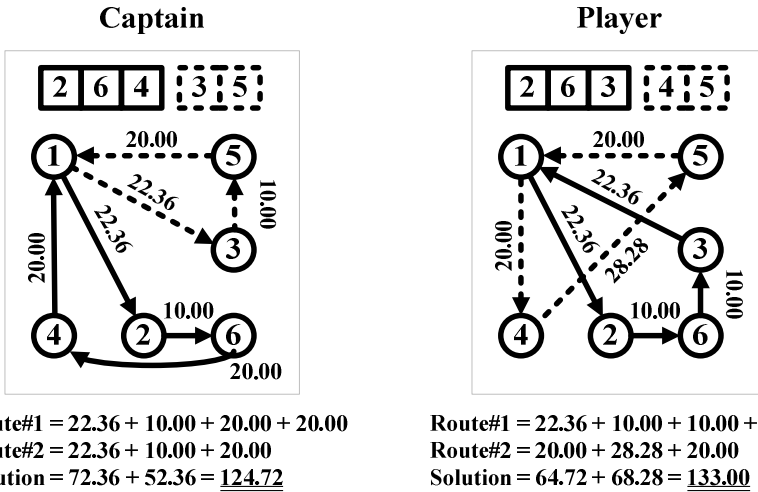 Captain
2 6 4 3 5
1 20.00 5
22.36
22.36
10.00
3
20.00
4 2 10.00 6
20.00
ute#1 = 22.36 + 10.00 + 20.00 + 20.00
ute#2 = 22.36 + 10.00 + 20.00
ution = 72.36 + 52.36 = 124.72
Player
2 6 3 4 5
1 20.00 5
22.36
22.36
20.00
28.28
3
10.00
4 2 10.00 6
Route#1 = 22.36 + 10.00 + 10.00 +
Route#2 = 20.00 + 28.28 + 20.00
Solution = 64.72 + 68.28 = 133.00